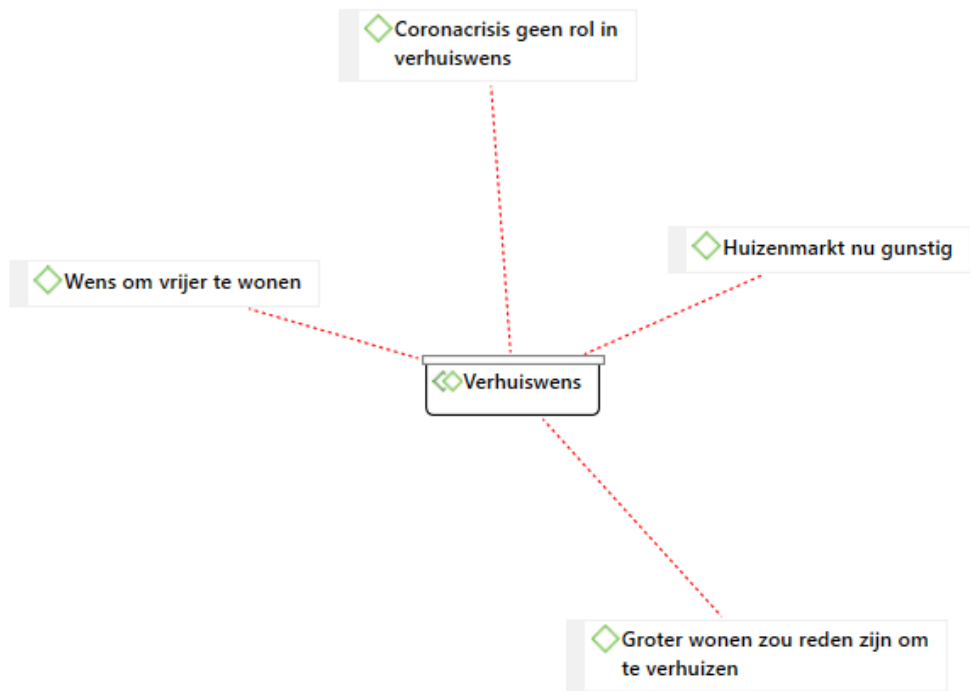 Coronacrisis geen rol in
verhuiswens
Huizenmarkt nu gunstig
Wens om vrijer te wonen
Verhuiswens
Groter wonen zou reden zijn om
te verhuizen